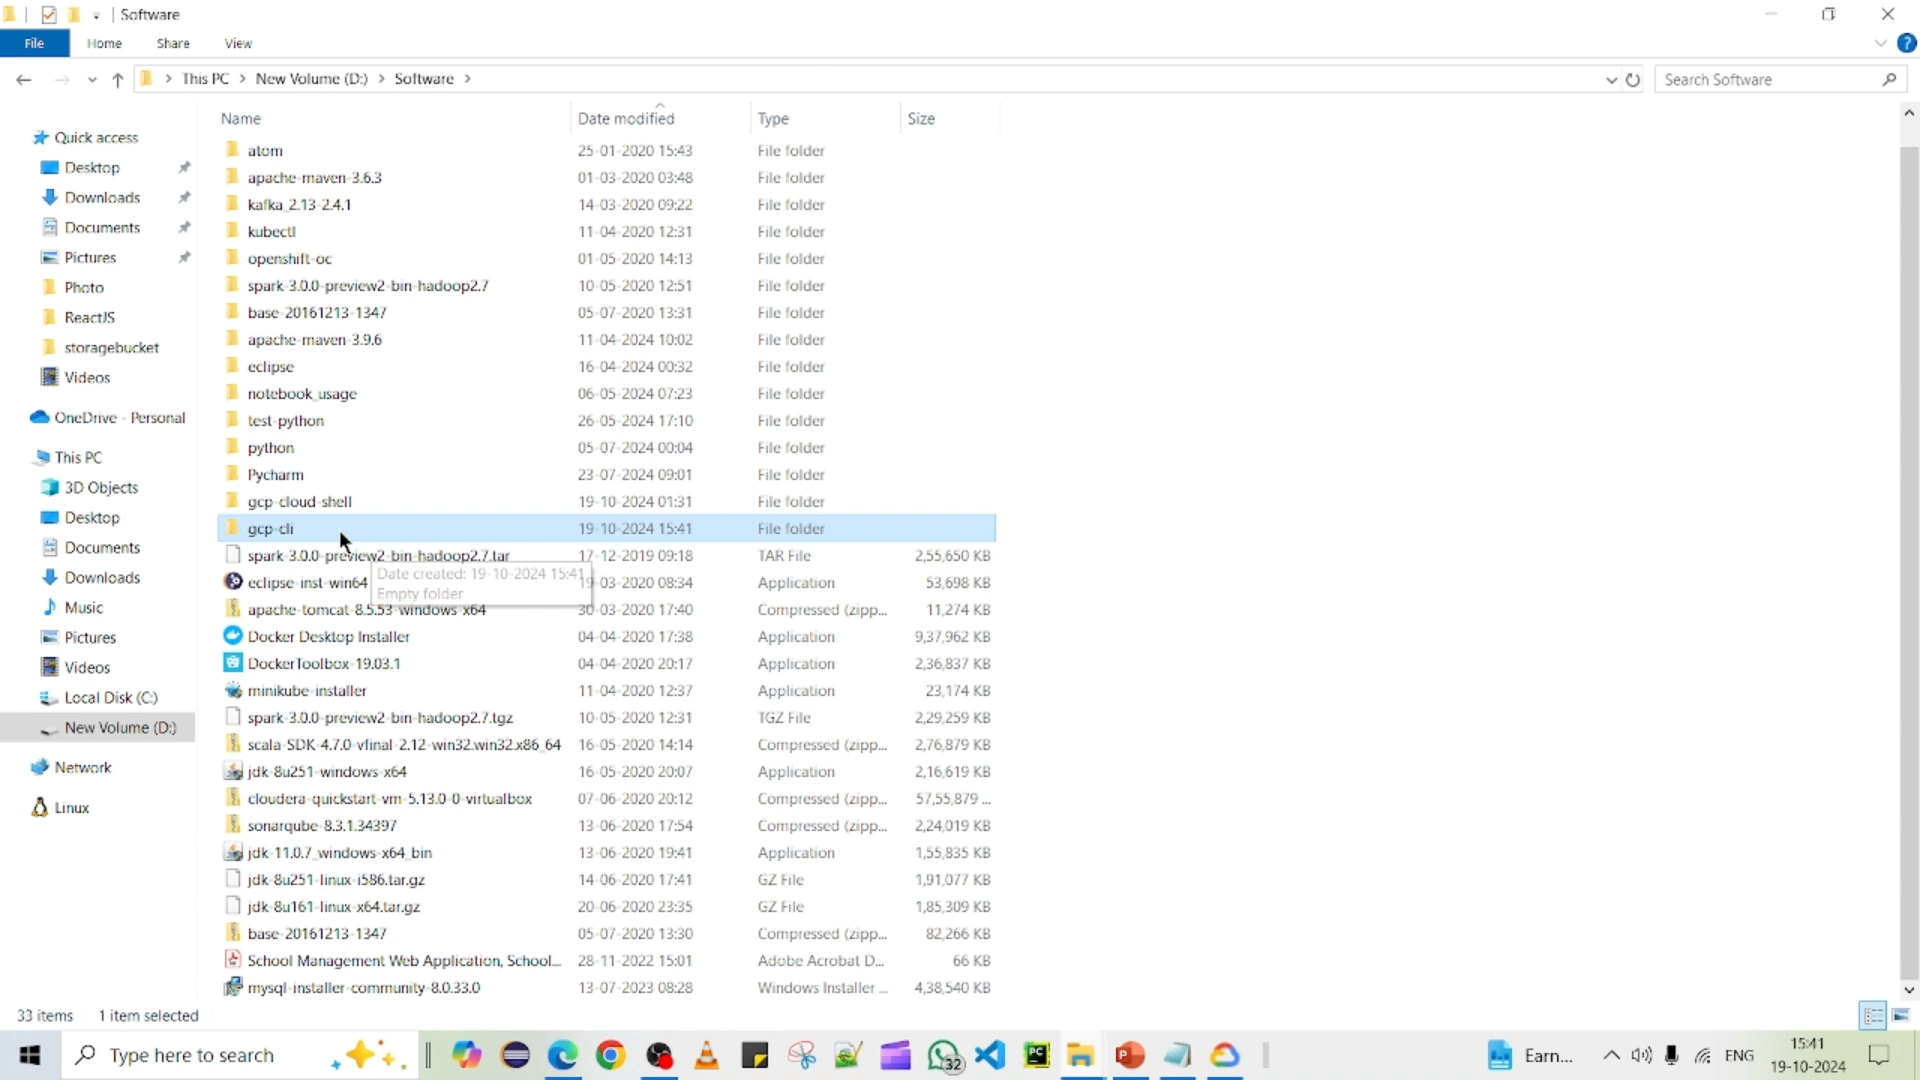 Software
File Home Share View
This PC > New Volume (D:) > Software > Search Software
Name Date modified Type Size
Quick access
Desktop
Downloads
Documents
Pictures
Photo
ReactJS
storagebucket
Videos
OneDrive - Personal
This PC
3D Objects
Desktop
Documents
Downloads
Music
Pictures
Videos
Local Disk (C:)
New Volume (D:)
Network
Linux
atom 25-01-2020 15:43 File folder
apache-maven-3.6.3 01-03-2020 03:48 File folder
kafka_2.13-2.4.1 14-03-2020 09:22 File folder
kubectl 11-04-2020 12:31 File folder
openshift-oc 01-05-2020 14:13 File folder
spark-3.0.0-preview2-bin-hadoop2.7 10-05-2020 12:51 File folder
base-20161213-1347 05-07-2020 13:31 File folder
apache-maven-3.9.6 11-04-2024 10:02 File folder
eclipse 16-04-2024 00:32 File folder
notebook_usage 06-05-2024 07:23 File folder
test-python 26-05-2024 17:10 File folder
python 05-07-2024 00:04 File folder
Pycharm 23-07-2024 09:01 File folder
gcp-cloud-shell 19-10-2024 01:31 File folder
gcp-cli 19-10-2024 15:41 File folder
spark-3.0.0-preview2-bin-hadoop2.7.tar 17-12-2019 09:18 TAR File 2,55,650 KB
Date created: 19-10-2024 15:41
Empty folder
eclipse-inst-win64 19-03-2020 08:34 Application 53,698 KB
apache-tomcat-8.5.53-windows-x64 30-03-2020 17:40 Compressed (zipp... 11,274 KB
Docker Desktop Installer 04-04-2020 17:38 Application 9,37,962 KB
DockerToolbox-19.03.1 04-04-2020 20:17 Application 2,36,837 KB
minikube-installer 11-04-2020 12:37 Application 23,174 KB
spark-3.0.0-preview2-bin-hadoop2.7.tgz 10-05-2020 12:31 TGZ File 2,29,259 KB
scala-SDK-4.7.0-vfinal-2.12-win32.win32.x86_64 16-05-2020 14:14 Compressed (zipp... 2,76,879 KB
jdk-8u251-windows-x64 16-05-2020 20:07 Application 2,16,619 KB
cloudera-quickstart-vm-5.13.0-0-virtualbox 07-06-2020 20:12 Compressed (zipp... 57,55,879 ...
sonarqube-8.3.1.34397 13-06-2020 17:54 Compressed (zipp... 2,24,019 KB
jdk-11.0.7_windows-x64_bin 13-06-2020 19:41 Application 1,55,835 KB
jdk-8u251-linux-i586.tar.gz 14-06-2020 17:41 GZ File 1,91,077 KB
jdk-8u161-linux-x64.tar.gz 20-06-2020 23:35 GZ File 1,85,309 KB
base-20161213-1347 05-07-2020 13:30 Compressed (zipp... 82,266 KB
School Management Web Application, School... 28-11-2022 15:01 Adobe Acrobat D... 66 KB
mysql-installer-community-8.0.33.0 13-07-2023 08:28 Windows Installer ... 4,38,540 KB
33 items 1 item selected
Type here to search 32 PC Earn... ENG 15:41
19-10-2024